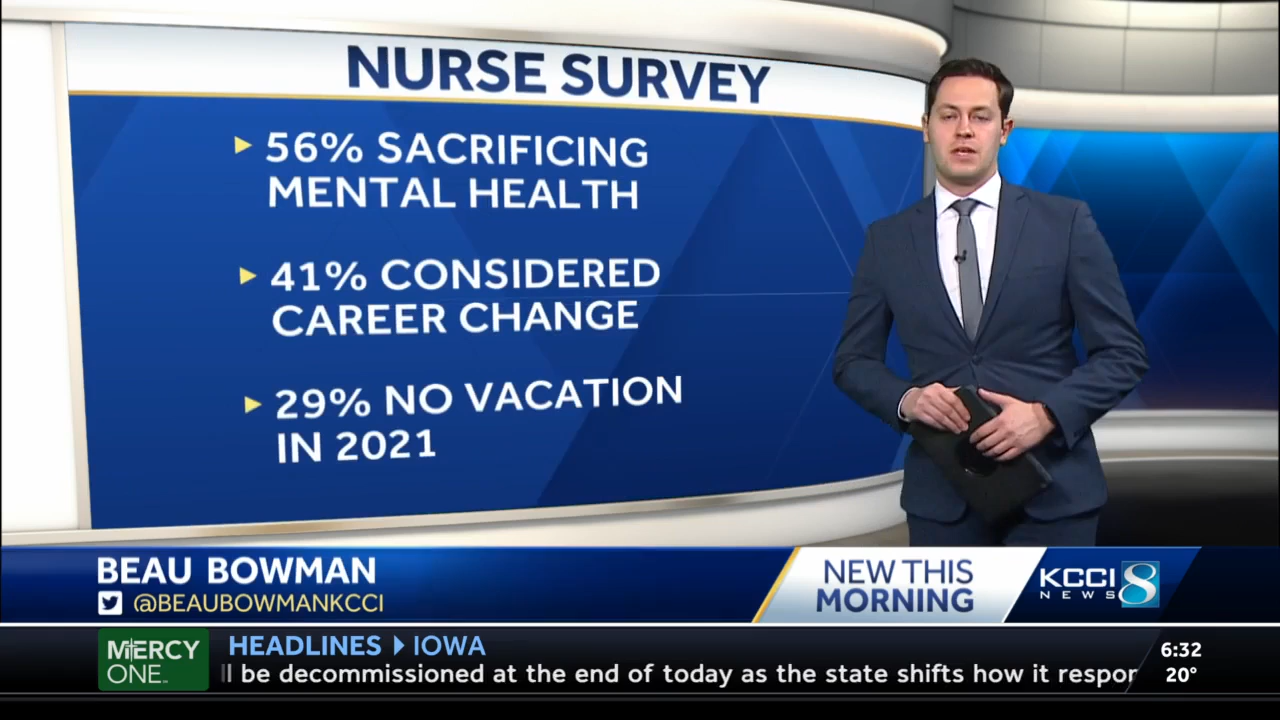 NURSE SURVEY
56% SACRIFICING
MENTAL HEALTH
41% CONSIDERED
CAREER CHANGE
29% NO VACATION
IN 2021
BEAU BOWMAN
@BEAUBOWMANKCCI
NEW THIS
MORNING
KCCI 8
NEWS
MERCY
ONE
HEADLINES IOWA
be decommissioned at the end of today as the state shifts how it
6:32
20°